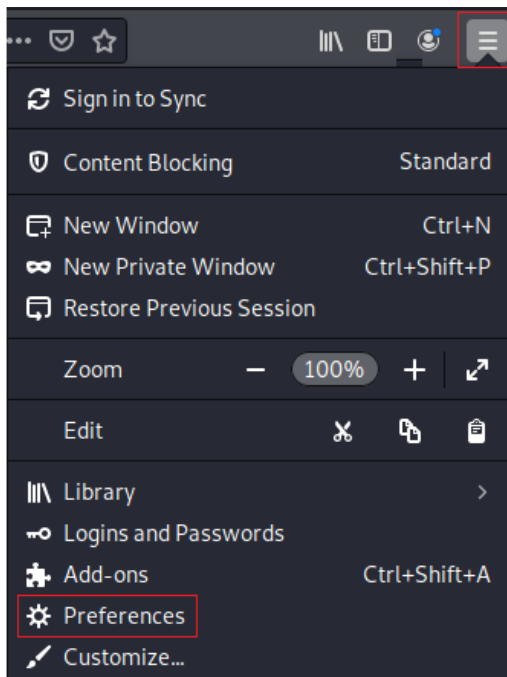 Sign in to Sync
Content Blocking Standard
New Window Ctrl+N
New Private Window Ctrl+Shift+P
Restore Previous Session
Zoom − 100% +
Edit
Library
Logins and Passwords
Add-ons Ctrl+Shift+A
Preferences
Customize...